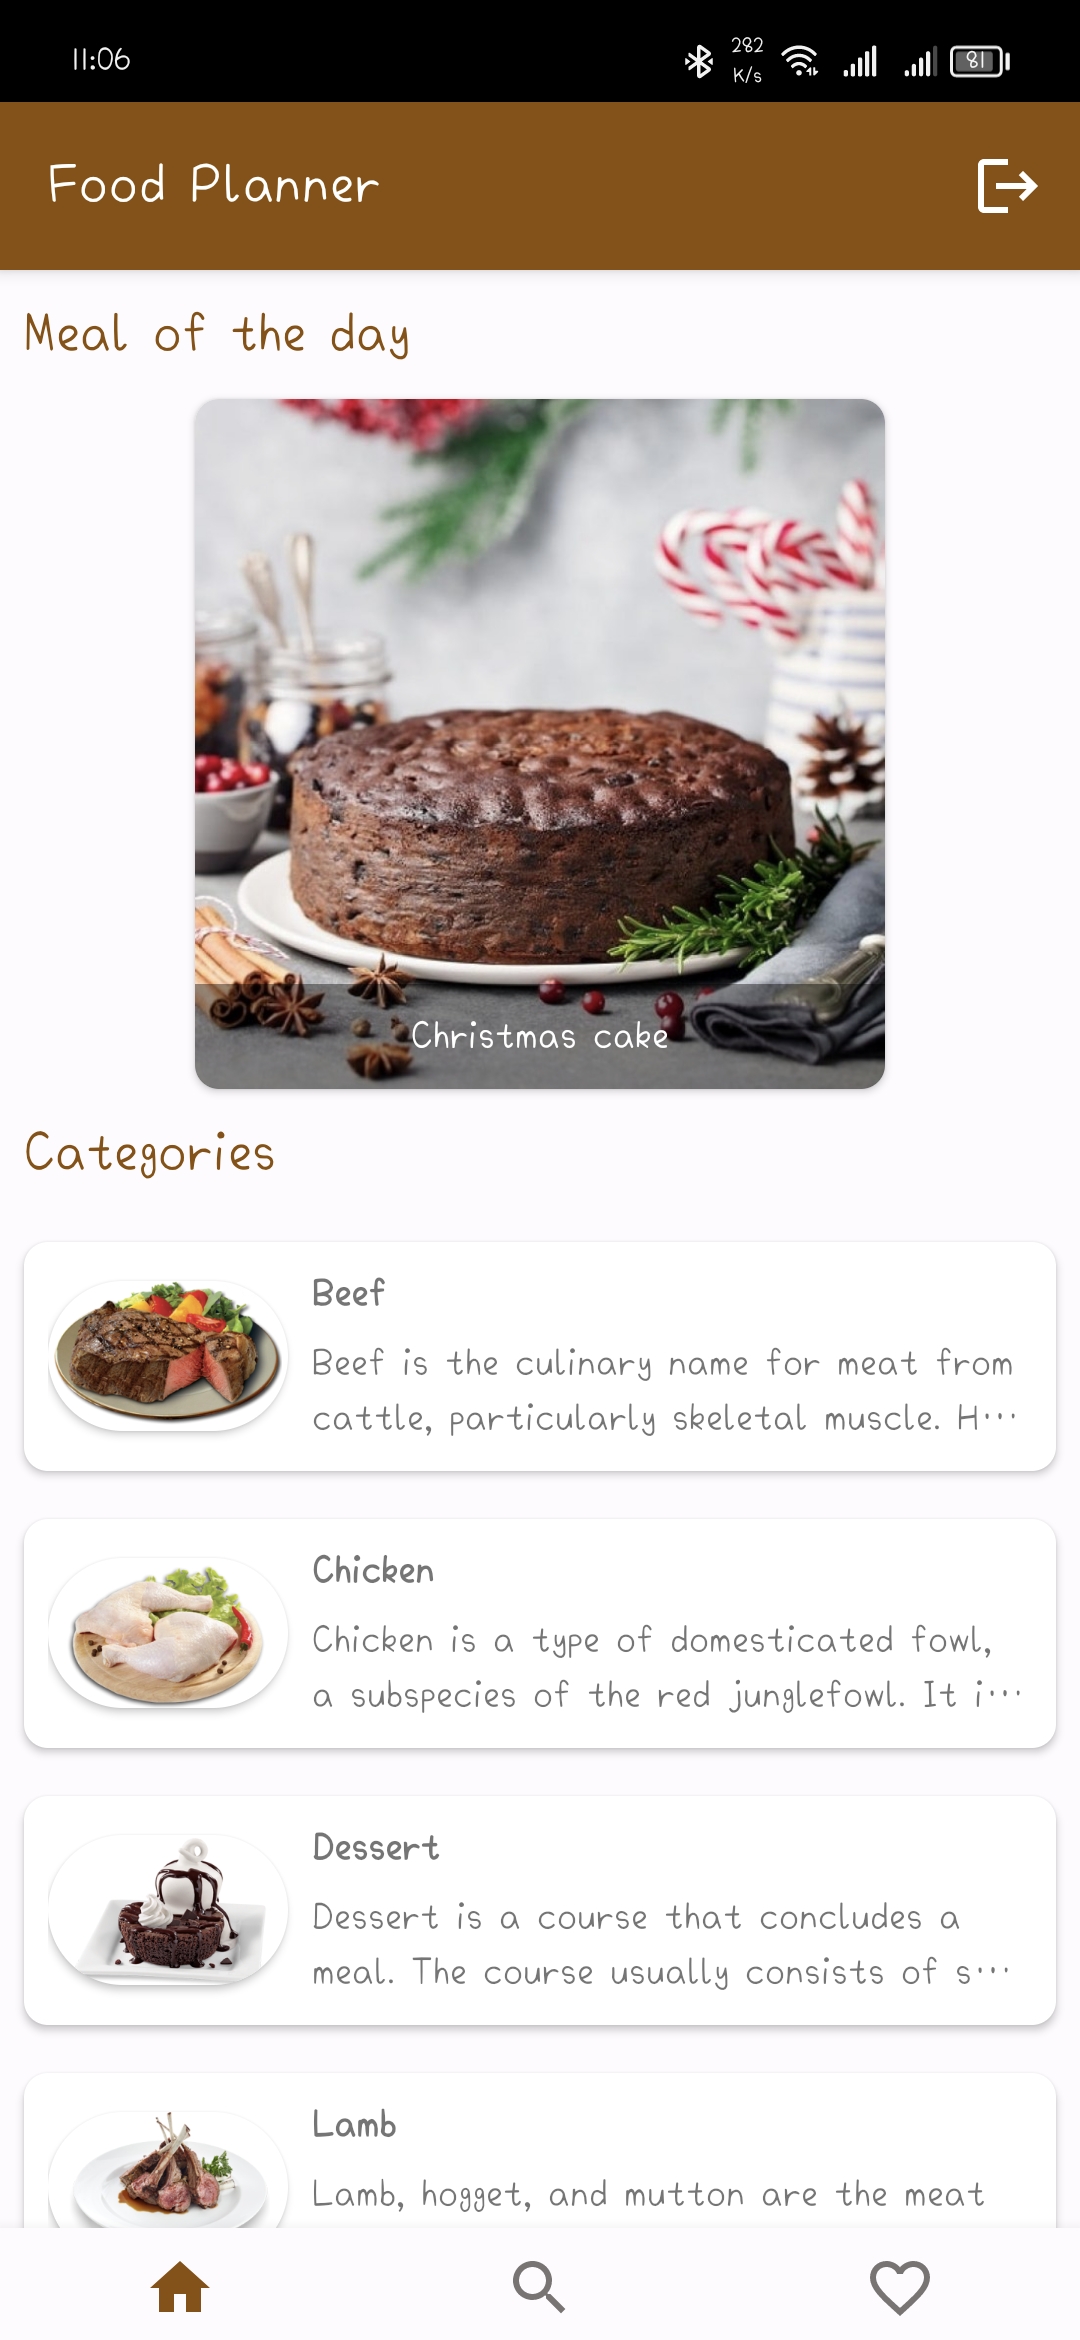 11:06
282
K/s
81
Food Planner
Meal of the day
Christmas cake
Categories
Beef
Beef is the culinary name for meat from
cattle, particularly skeletal muscle. H...
Chicken
Chicken is a type of domesticated fowl,
a subspecies of the red junglefowl. It i...
Dessert
Dessert is a course that concludes a
meal. The course usually consists of s...
Lamb
Lamb, hogget, and mutton are the meat